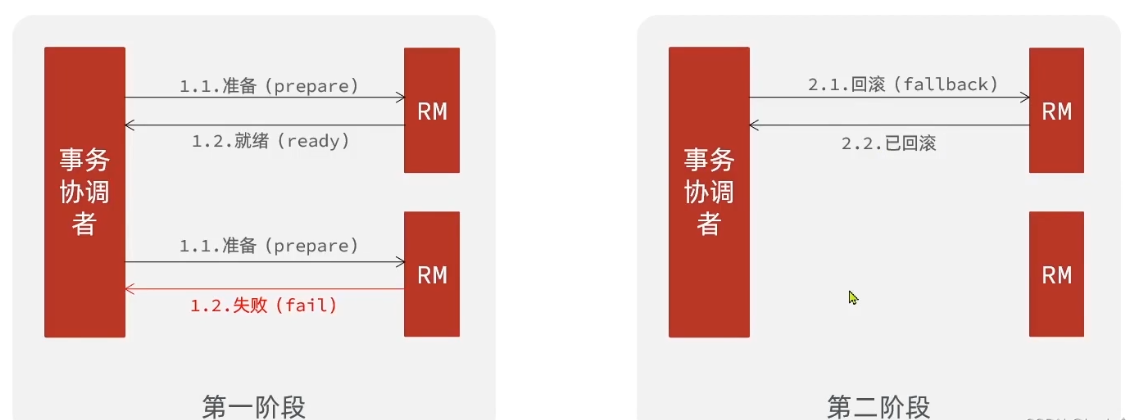 1.1.准备（prepare）
RM
1.2.就绪（ready）
事务
协调
者
1.1.准备（prepare）
RM
1.2.失败（fail）
第一阶段
2.1.回滚（fallback）
RM
2.2.已回滚
事务
协调
者
RM
第二阶段